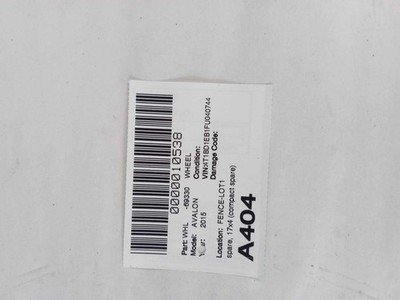 0000010538
Part: WHL -69330 WHEEL
Model: AVALON Condition:
Year: 2015 VIN:4T1BD1EB1FU040744
Damage Code:
Location: FENCE-LOT1
spare, 17x4 (compact spare)
A404